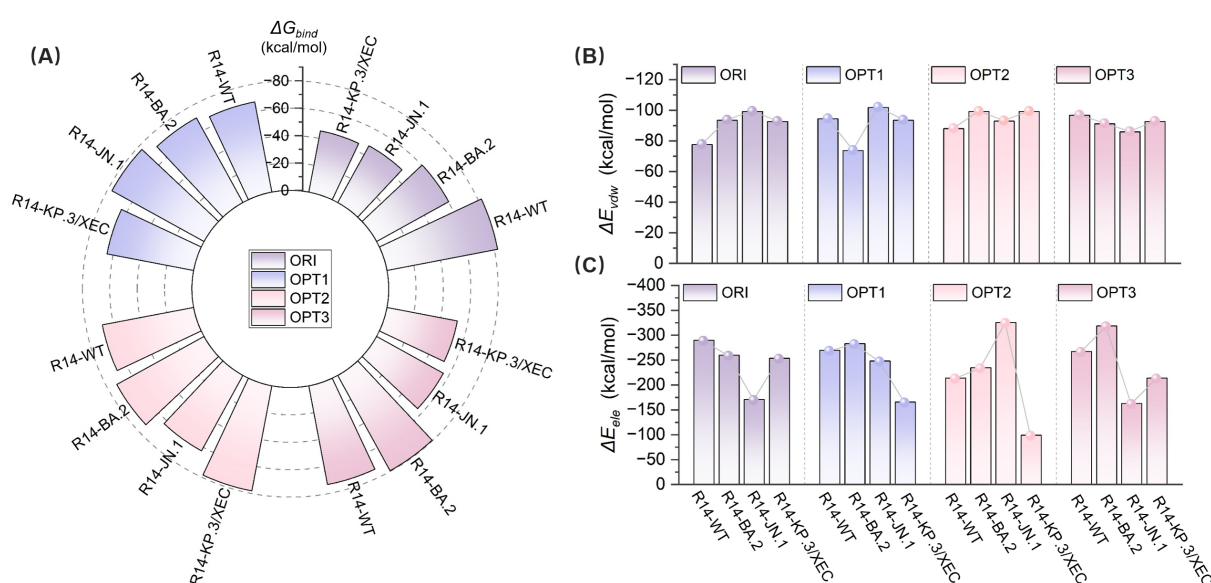 (A)
ΔGbind
(kcal/mol)
−80
−60
−40
−20
0
R14-KP.3/XEC
R14-JN.1
R14-BA.2
R14-WT
R14-WT
R14-BA.2
R14-JN.1
R14-KP.3/XEC
R14-WT
R14-BA.2
R14-JN.1
R14-KP.3/XEC
R14-KP.3/XEC
R14-JN.1
R14-BA.2
R14-WT
ORI
OPT1
OPT2
OPT3
(B)
ΔEvdw (kcal/mol)
−120
−100
−80
−60
−40
−20
0
ORI
OPT1
OPT2
OPT3
(C)
ΔEele (kcal/mol)
−400
−350
−300
−250
−200
−150
−100
−50
0
ORI
OPT1
OPT2
OPT3
R14-WT
R14-BA.2
R14-JN.1
R14-KP.3/XEC
R14-WT
R14-BA.2
R14-JN.1
R14-KP.3/XEC
R14-WT
R14-BA.2
R14-JN.1
R14-KP.3/XEC
R14-WT
R14-BA.2
R14-JN.1
R14-KP.3/XEC